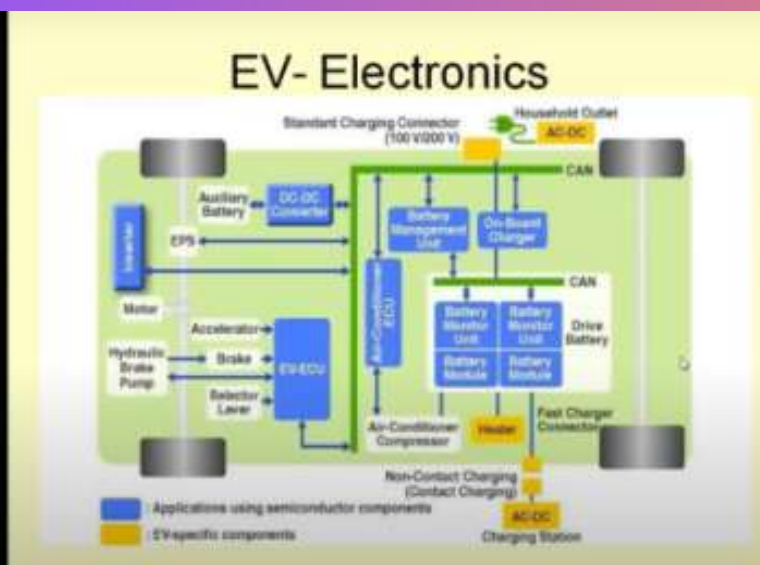 EV- Electronics
Household Outlet
Standard Charging Connector
(100 V/200 V)
AC-DC
CAN
Auxiliary
Battery
DC-DC
Converter
Battery
Management
Unit
On-Board
Charger
EPS
Inverter
Air-Conditioner
ECU
CAN
Motor
Battery
Monitor
Unit
Battery
Monitor
Unit
Drive
Battery
Accelerator
Hydraulic
Brake
Pump
Brake
EV-ECU
Battery
Module
Battery
Module
Selector
Lever
Air-Conditioner
Compressor
Heater
Fast Charger
Connector
Non-Contact Charging
(Contact Charging)
: Applications using semiconductor components
AC-DC
: EV-specific components
Charging Station